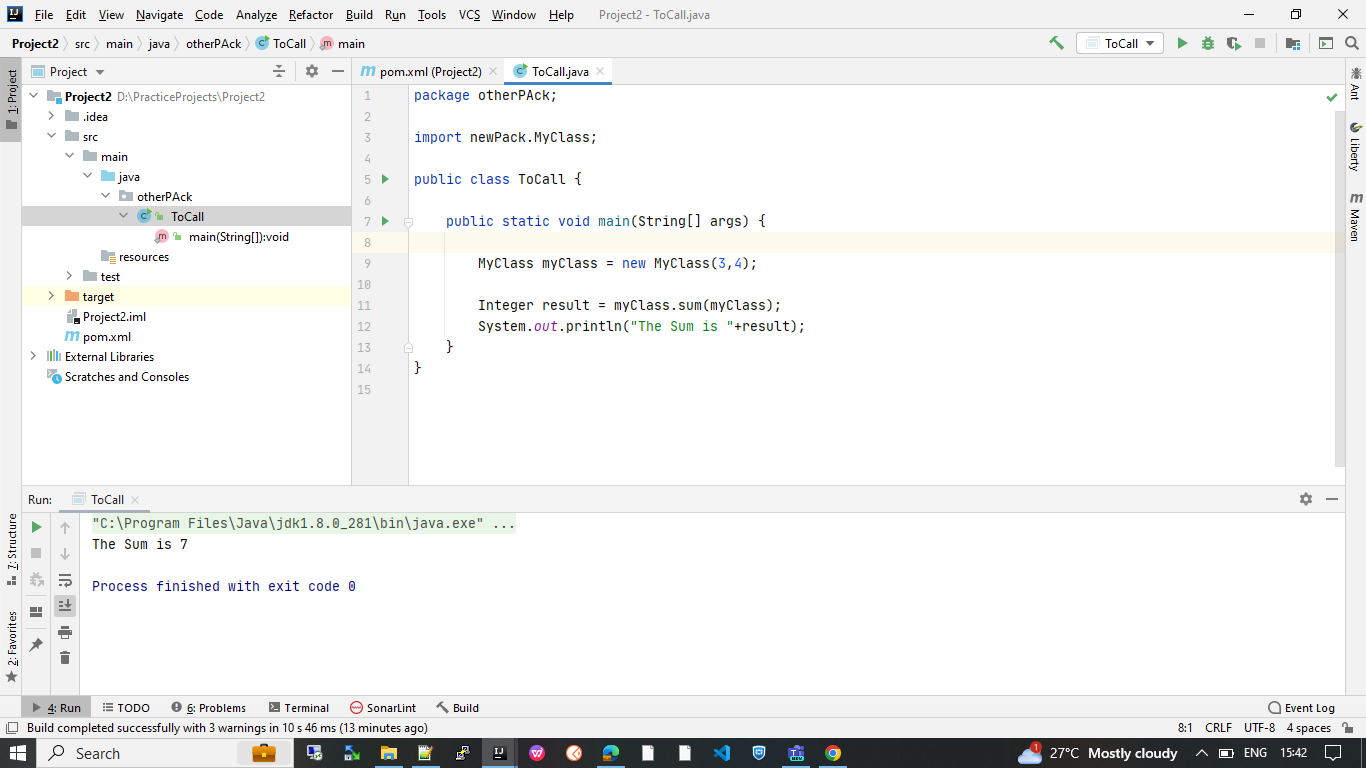 File Edit View Navigate Code Analyze Refactor Build Run Tools VCS Window Help Project2 - ToCall.java
Project2 src main java otherPAck ToCall main ToCall
1: Project
Project
Project2 D:\PracticeProjects\Project2
.idea
src
main
java
otherPAck
ToCall
main(String[]):void
resources
test
target
Project2.iml
pom.xml
External Libraries
Scratches and Consoles
pom.xml (Project2) ToCall.java
1 package otherPAck;
2
3 import newPack.MyClass;
4
5 public class ToCall {
6
7 public static void main(String[] args) {
8
9 MyClass myClass = new MyClass(3,4);
10
11 Integer result = myClass.sum(myClass);
12 System.out.println("The Sum is "+result);
13 }
14 }
15
Ant
Liberty
Maven
Run: ToCall
"C:\Program Files\Java\jdk1.8.0_281\bin\java.exe" ...
The Sum is 7
Process finished with exit code 0
7: Structure
2: Favorites
4: Run TODO 6: Problems Terminal SonarLint Build Event Log
Build completed successfully with 3 warnings in 10 s 46 ms (13 minutes ago) 8:1 CRLF UTF-8 4 spaces
Search 1 27°C Mostly cloudy ENG 15:42